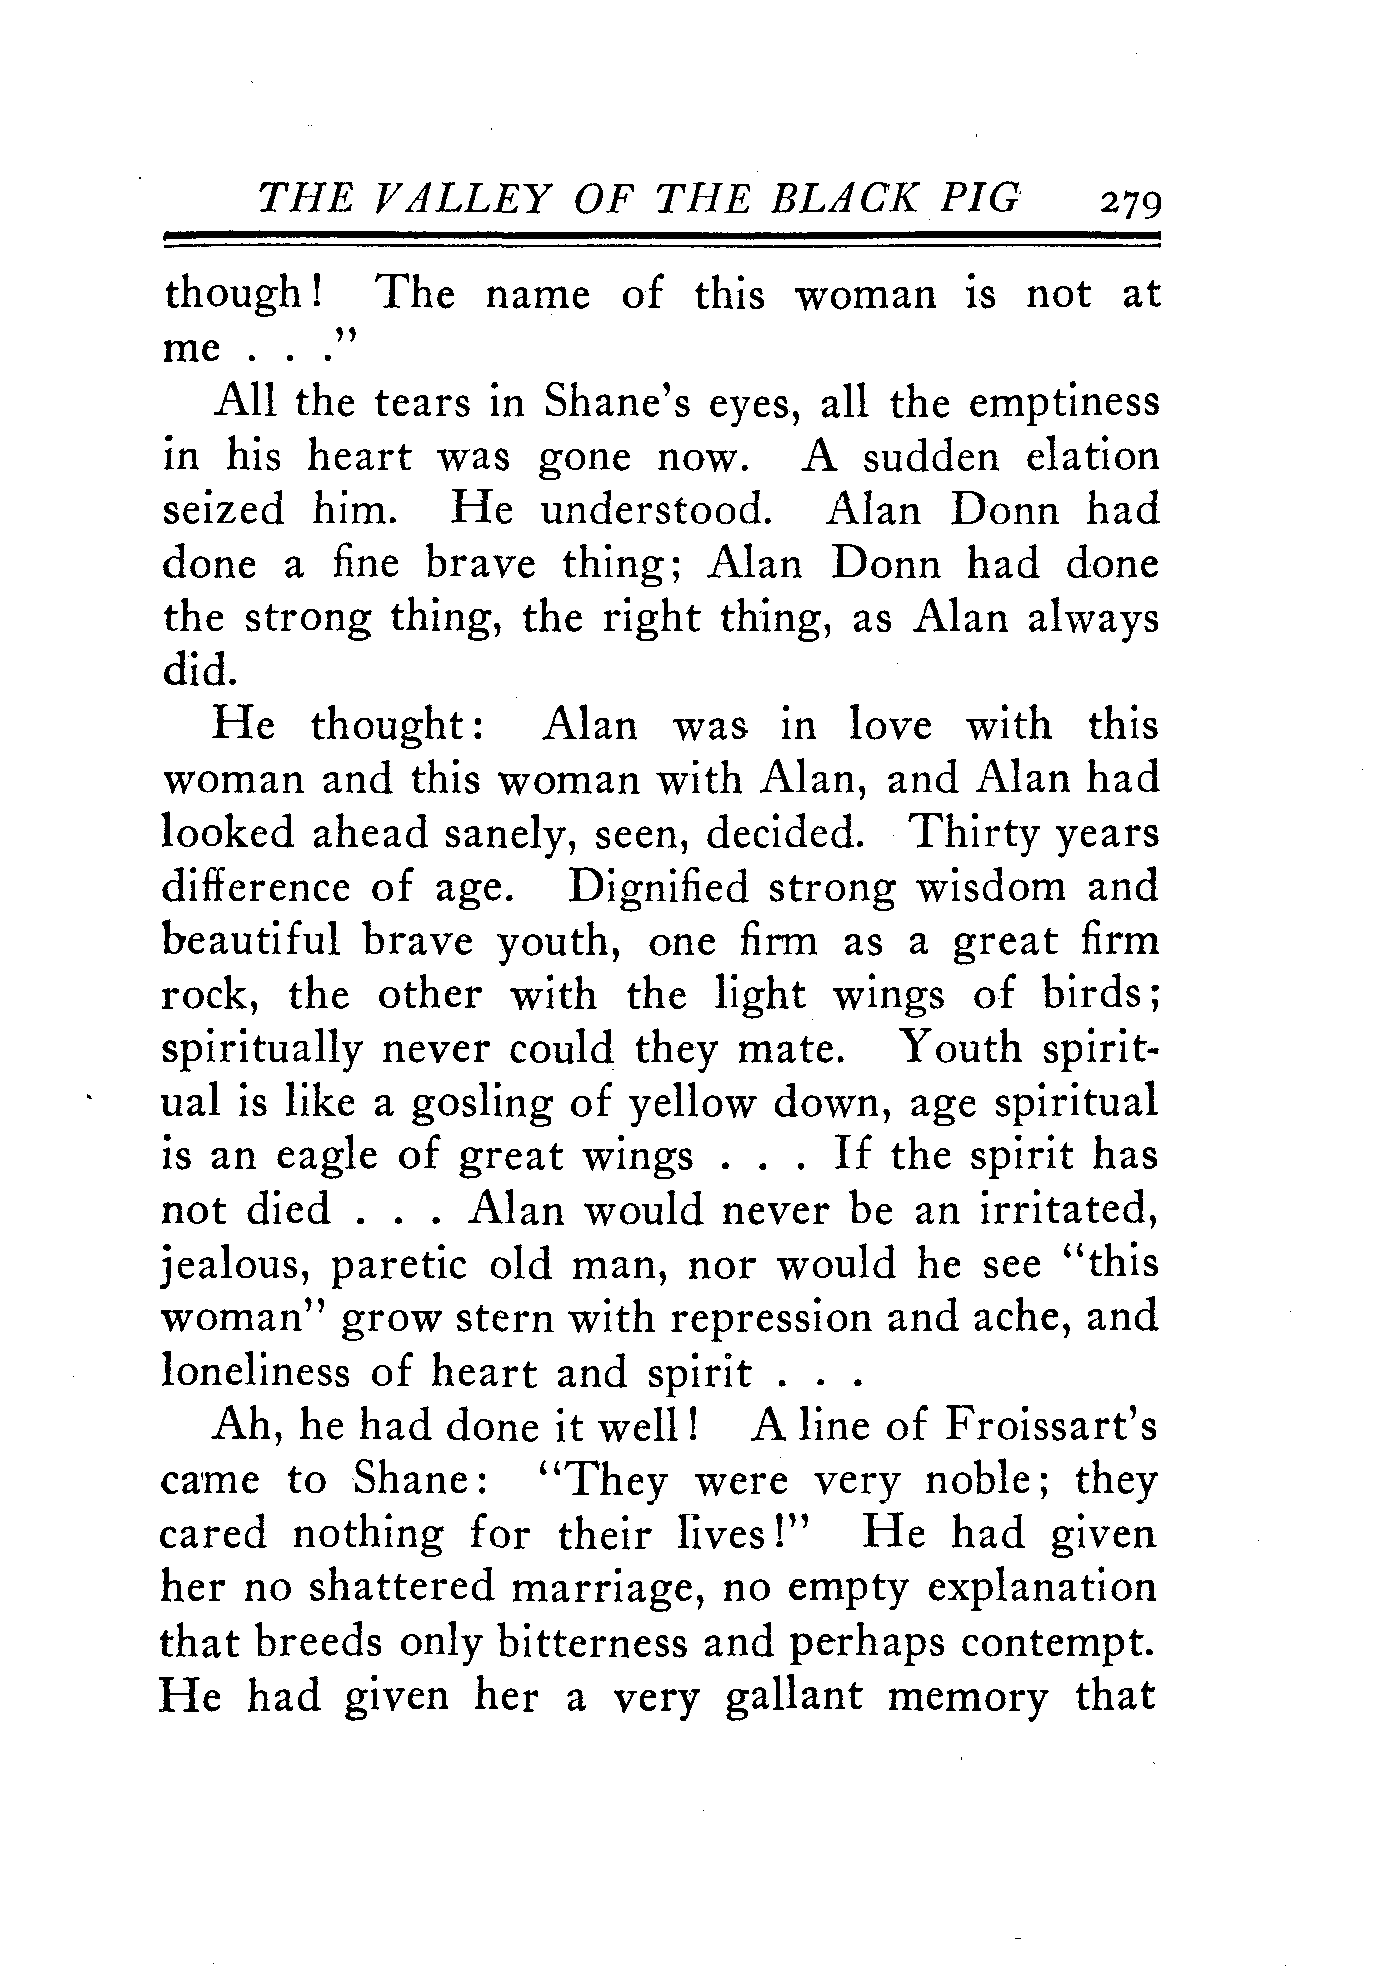 THE VALLEY OF THE BLACK PIG 279
though! The name of this woman is not at
me . . ."
All the tears in Shane's eyes, all the emptiness
in his heart was gone now. A sudden elation
seized him. He understood. Alan Donn had
done a fine brave thing; Alan Donn had done
the strong thing, the right thing, as Alan always
did.
He thought: Alan was in love with this
woman and this woman with Alan, and Alan had
looked ahead sanely, seen, decided. Thirty years
difference of age. Dignified strong wisdom and
beautiful brave youth, one firm as a great firm
rock, the other with the light wings of birds;
spiritually never could they mate. Youth spirit-
ual is like a gosling of yellow down, age spiritual
is an eagle of great wings . . . If the spirit has
not died . . . Alan would never be an irritated,
jealous, paretic old man, nor would he see "this
woman" grow stern with repression and ache, and
loneliness of heart and spirit . . .
Ah, he had done it well! A line of Froissart's
came to Shane: "They were very noble; they
cared nothing for their lives!" He had given
her no shattered marriage, no empty explanation
that breeds only bitterness and perhaps contempt.
He had given her a very gallant memory that